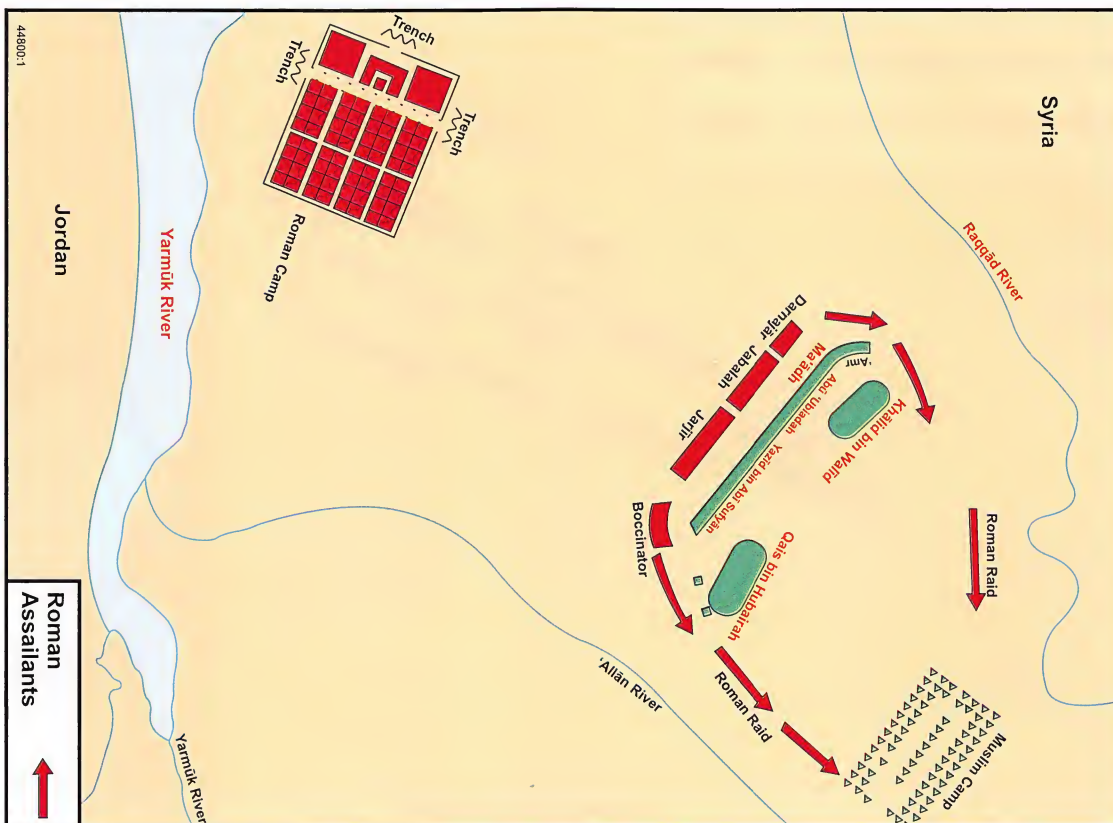 Syria
Raqqād River
Roman Raid
Muslim Camp
Khālid bin Walīd
'Amr
Ma'ādh
Abū 'Ubiadah
Yazīd bin Abī Sufyān
Qais bin Hubairah
Darnajār
Jabalah
Jarjīr
Boccinator
Roman Raid
'Allān River
Trench
Trench
Trench
Roman Camp
Yarmūk River
Yarmūk River
Jordan
Roman
Assailants
44800:1